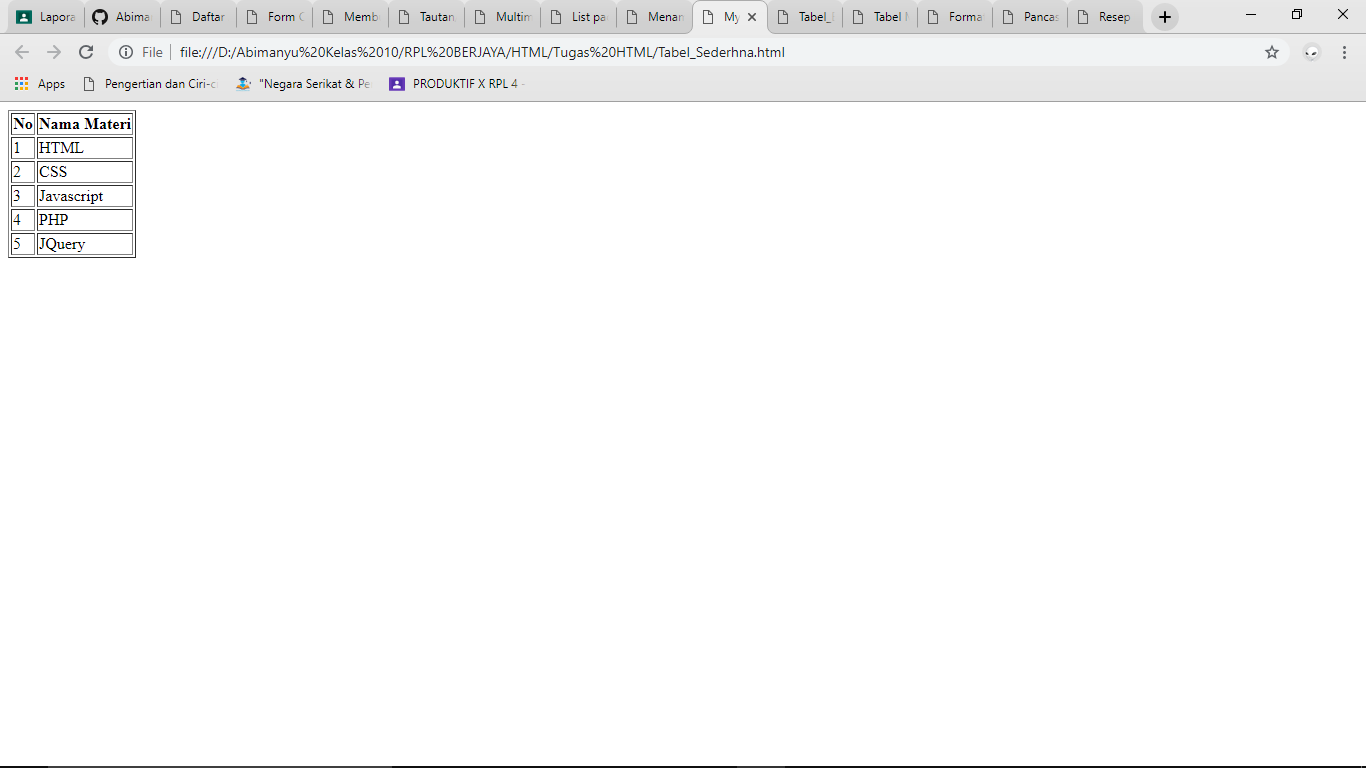 Lapora Abima Daftar Form Memb Tautan Multim List pa Menan My Tabel_ Tabel Forma Pancas Resep
File file:///D:/Abimanyu%20Kelas%2010/RPL%20BERJAYA/HTML/Tugas%20HTML/Tabel_Sederhna.html
Apps Pengertian dan Ciri-c "Negara Serikat & Pe PRODUKTIF X RPL 4 -
No Nama Materi
1 HTML
2 CSS
3 Javascript
4 PHP
5 JQuery